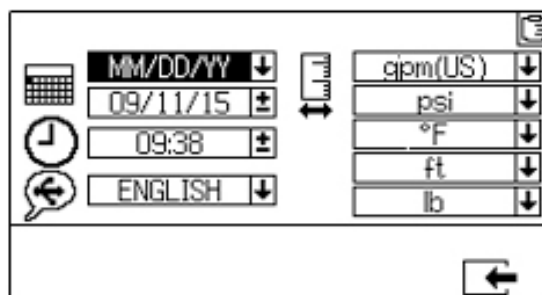 MM/DD/YY
09/11/15
09:38
ENGLISH
gpm(US)
psi
°F
ft
lb